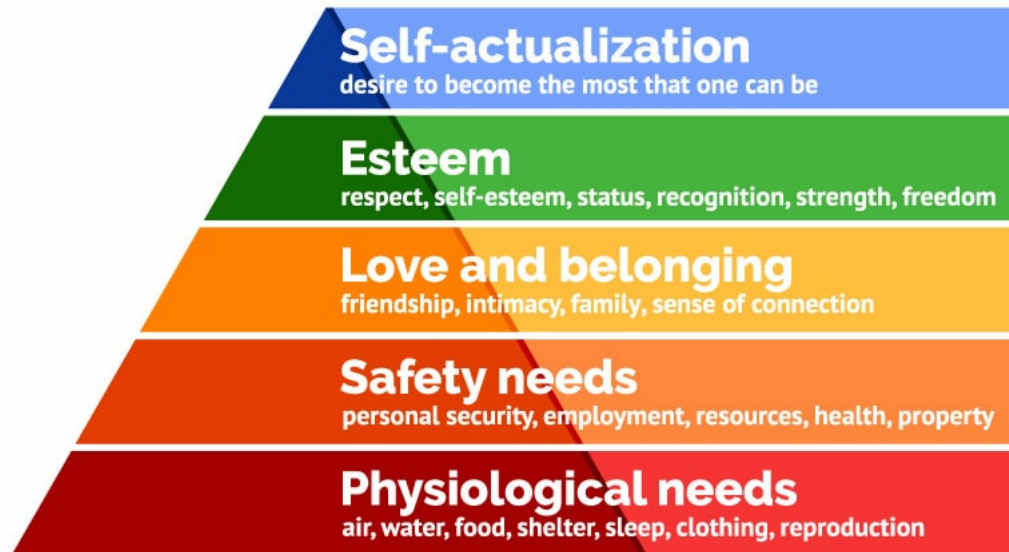 Self-actualization
desire to become the most that one can be
Esteem
respect, self-esteem, status, recognition, strength, freedom
Love and belonging
friendship, intimacy, family, sense of connection
Safety needs
personal security, employment, resources, health, property
Physiological needs
air, water, food, shelter, sleep, clothing, reproduction